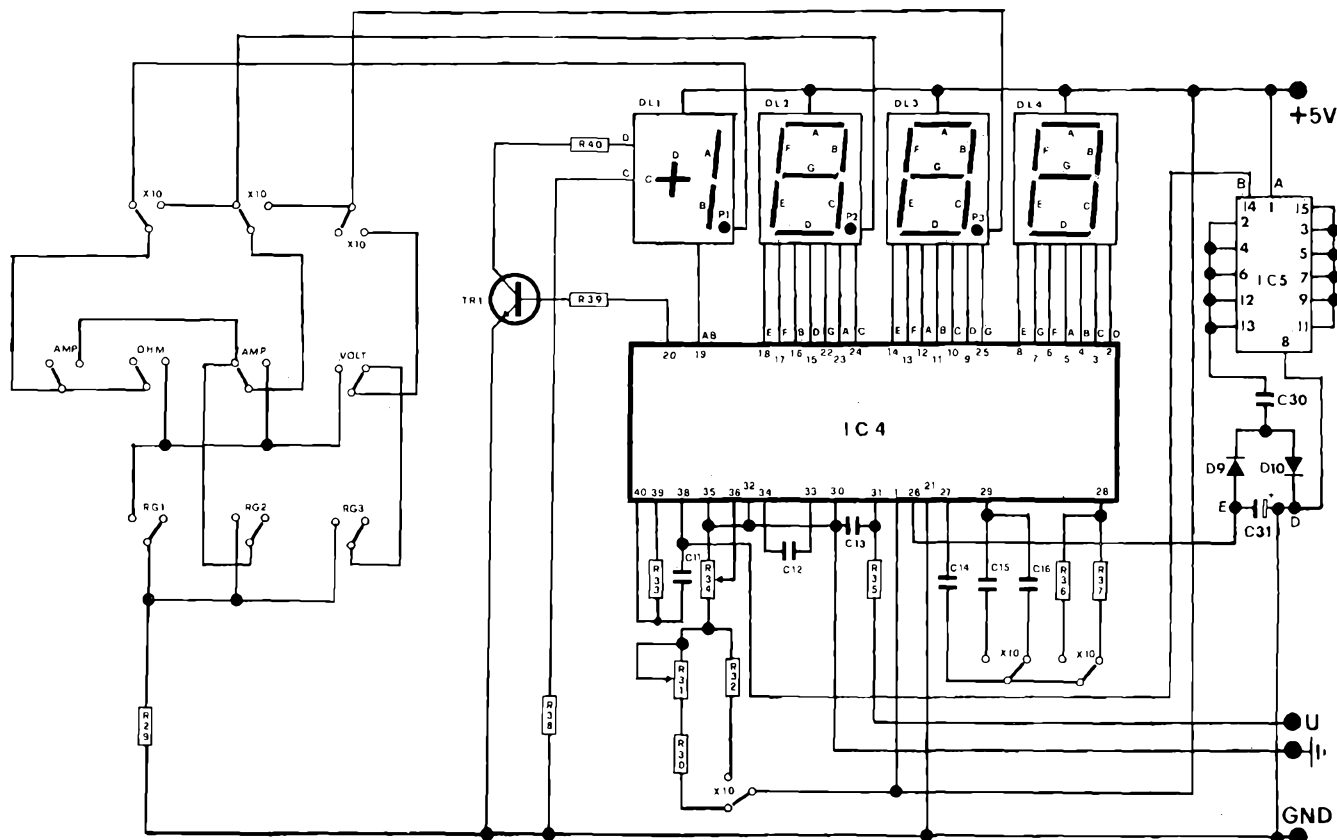 DL1 DL2 DL3 DL4
+5V
D R40
C D A B P1
A F B G E C D P2
A F B G E C D P3
A F B G E C D
B A
14 1 15
2 3
4 5
6 IC5 7
12 9
13 11
8
X10 X10 X10
TR1 R39
AB E F B D G A C E F A B C D G E G F A B C D
20 19 18 17 16 15 22 23 24 14 13 12 11 10 9 25 8 7 6 5 4 3 2
AMP OHM AMP VOLT
IC4
C30
D9 D10
E C31 + D
40 39 38 35 36 32 34 33 30 31 1 26 21 27 29 28
RG1 RG2 RG3
R33 C11 R34 C12 C13 R35 C14 C15 C16 R36 R37
X10 X10
R31 R32
R29 R38 R30
U
X10
GND